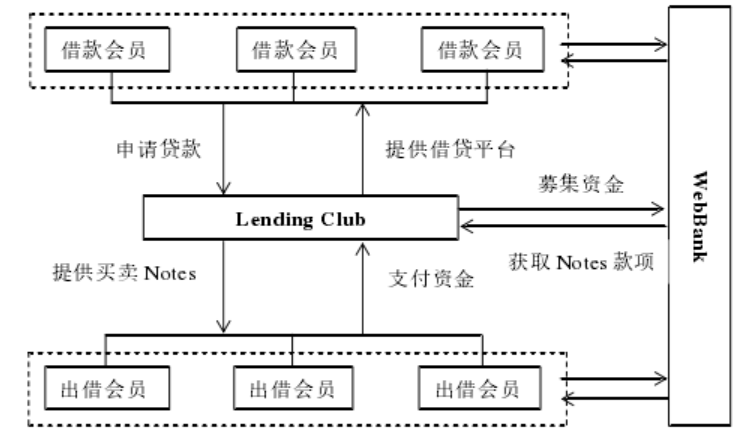 借款会员
借款会员
借款会员
申请贷款
提供借贷平台
募集资金
Lending Club
WebBank
提供买卖 Notes
支付资金
获取 Notes 款项
出借会员
出借会员
出借会员